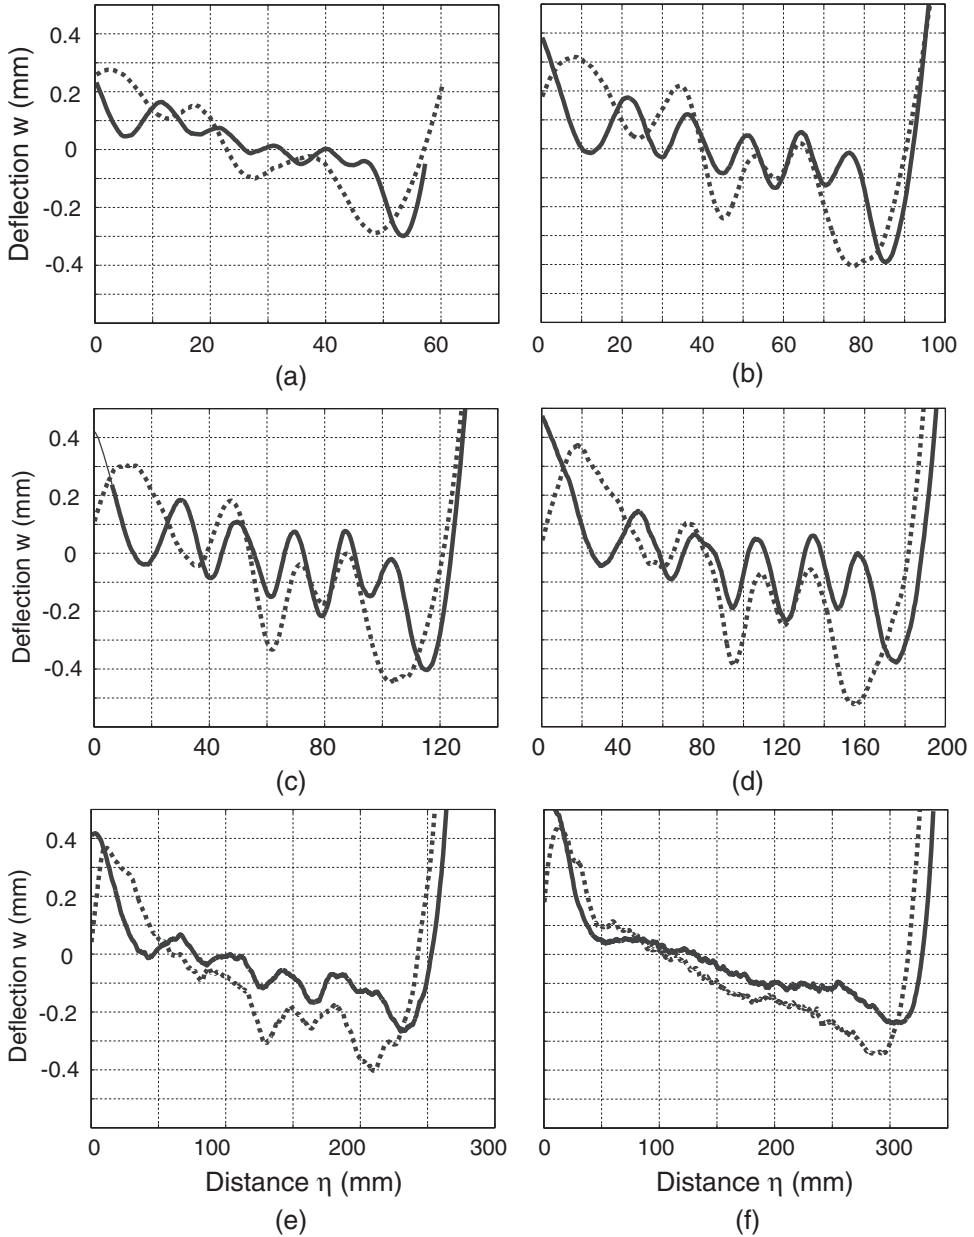 0.4
0.2
0
-0.2
-0.4
Deflection w (mm)
0 20 40 60
(a)
0 20 40 60 80 100
(b)
0.4
0.2
0
-0.2
-0.4
Deflection w (mm)
0 40 80 120
(c)
0 40 80 120 160 200
(d)
0.4
0.2
0
-0.2
-0.4
Deflection w (mm)
0 100 200 300
Distance η (mm)
(e)
0 100 200 300
Distance η (mm)
(f)